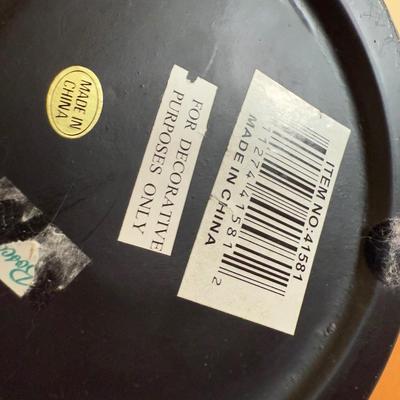 MADE IN
CHINA
FOR DECORATIVE
PURPOSES ONLY
ITEM NO:41581
MADE IN CHINA